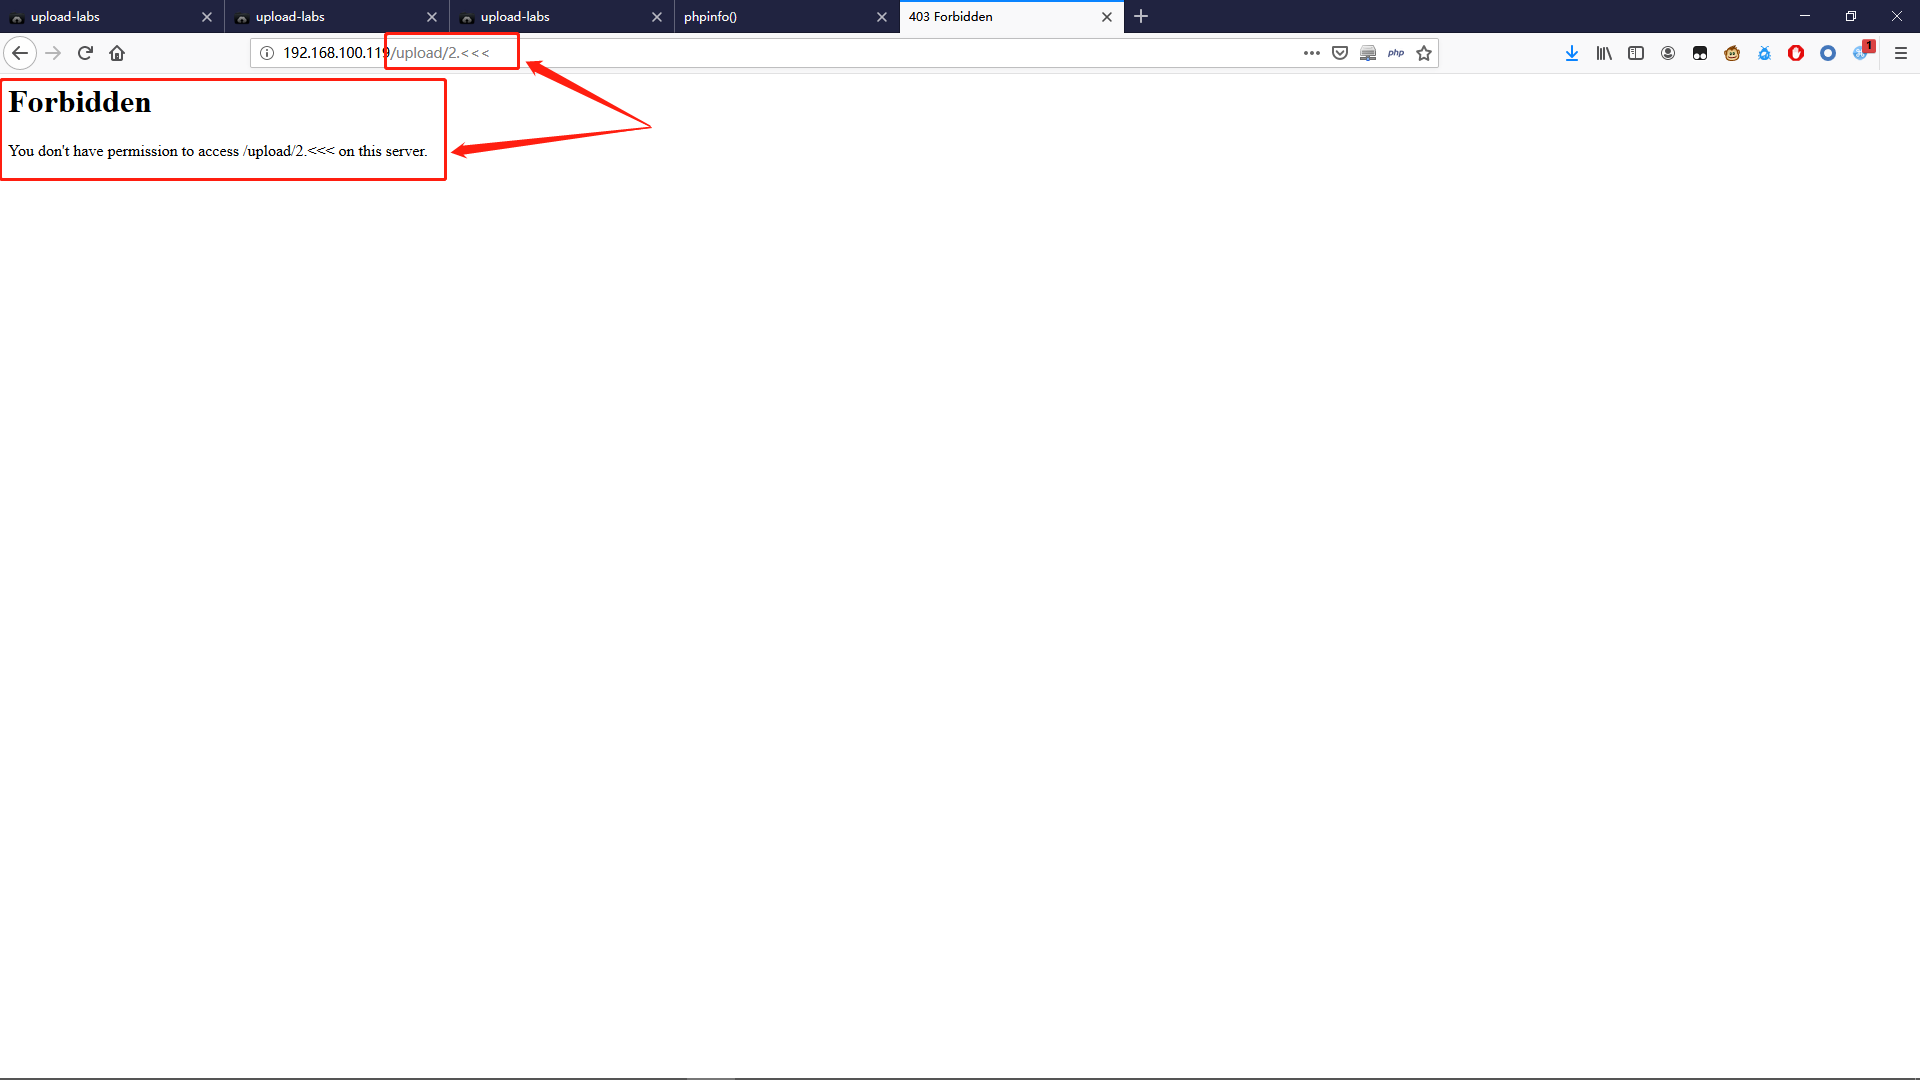 upload-labs
upload-labs
upload-labs
phpinfo()
403 Forbidden
192.168.100.119/upload/2.<<<
php
1
Forbidden
You don't have permission to access /upload/2.<<< on this server.